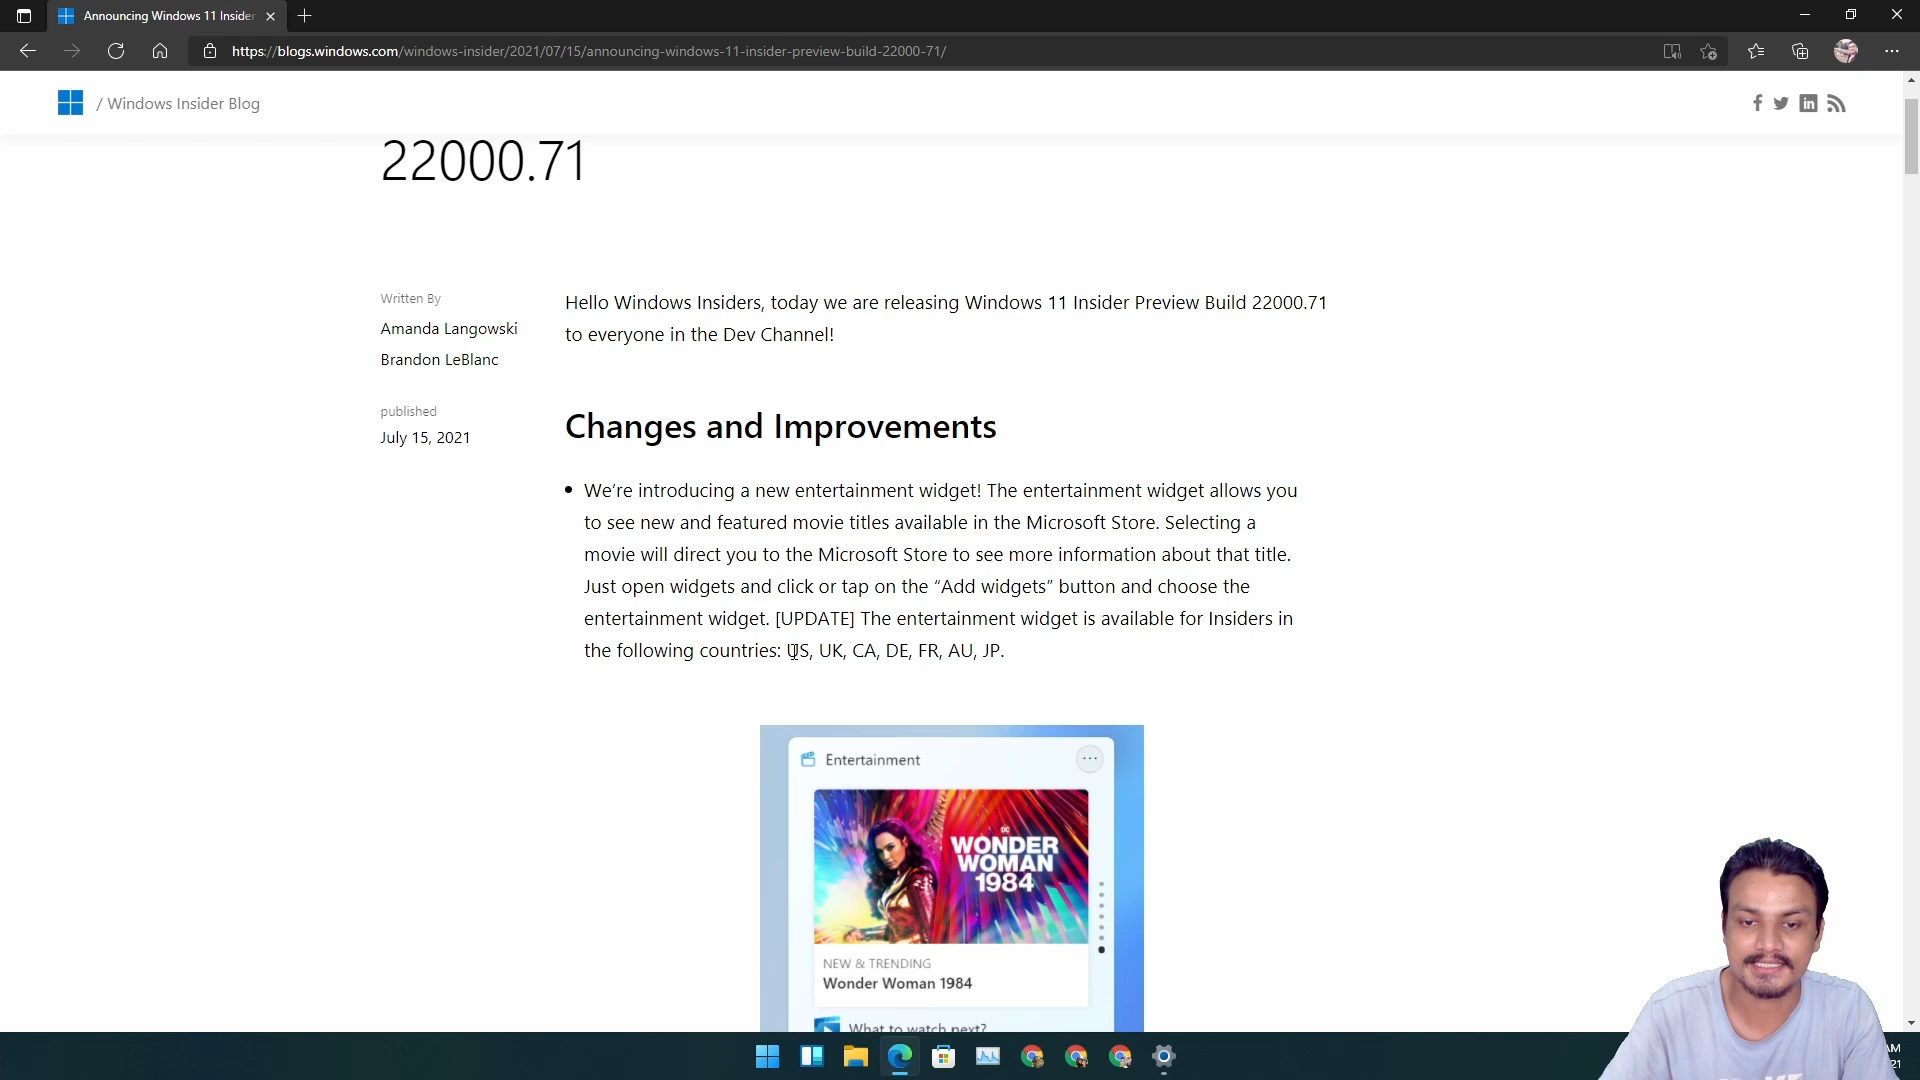 Announcing Windows 11 Insider
https://blogs.windows.com/windows-insider/2021/07/15/announcing-windows-11-insider-preview-build-22000-71/
/ Windows Insider Blog
22000.71
Written By
Amanda Langowski
Brandon LeBlanc
published
July 15, 2021
Hello Windows Insiders, today we are releasing Windows 11 Insider Preview Build 22000.71
to everyone in the Dev Channel!
Changes and Improvements
• We’re introducing a new entertainment widget! The entertainment widget allows you
to see new and featured movie titles available in the Microsoft Store. Selecting a
movie will direct you to the Microsoft Store to see more information about that title.
Just open widgets and click or tap on the “Add widgets” button and choose the
entertainment widget. [UPDATE] The entertainment widget is available for Insiders in
the following countries: US, UK, CA, DE, FR, AU, JP.
Entertainment
DC
WONDER
WOMAN
1984
NEW & TRENDING
Wonder Woman 1984
What to watch next?
AM
21